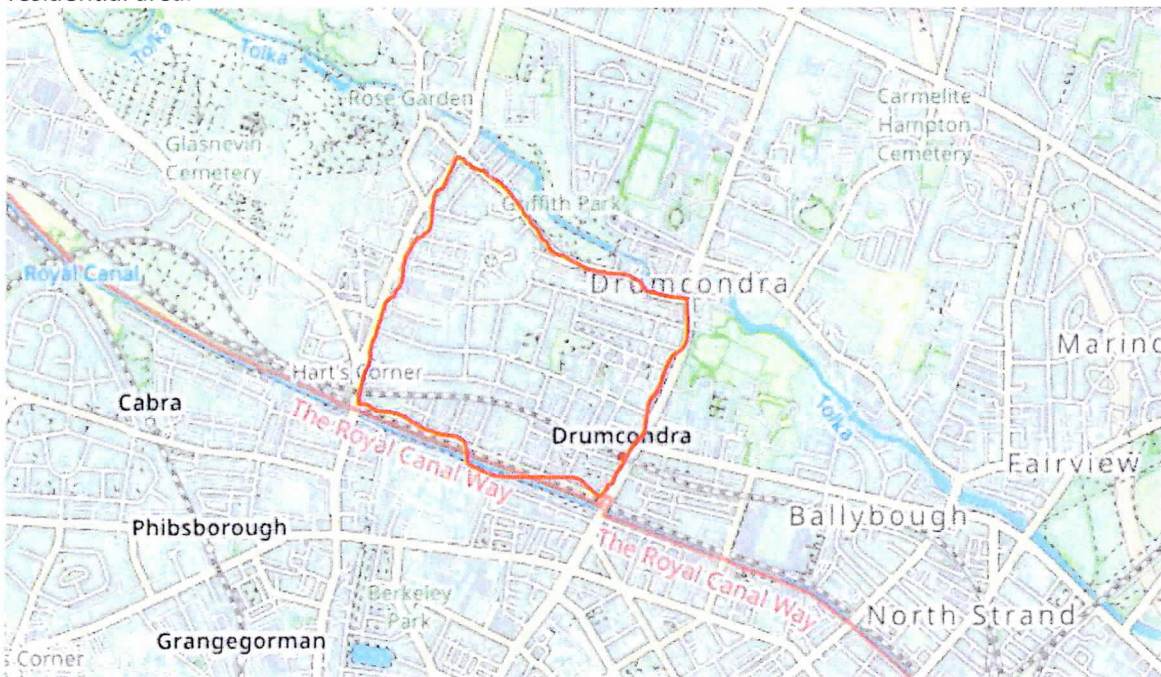 Tolka
Tolka
Rose Garden
Carmelite
Hampton
Cemetery
Glasnevin
Cemetery
Griffith Park
Royal Canal
Drumcondra
Marino
Hart's Corner
Cabra
The Royal Canal Way
Drumcondra
Tolka
Fairview
Phibsborough
Ballybough
The Royal Canal Way
Berkeley
Park
North Strand
Grangegorman
s Corner